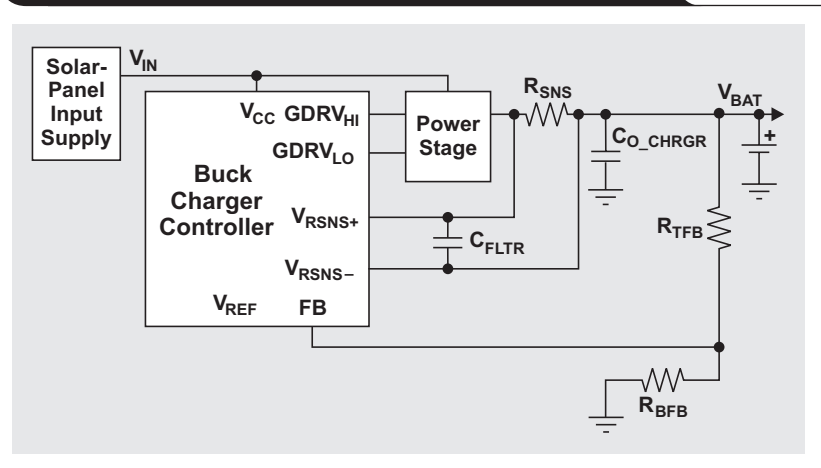 Solar-
Panel
Input
Supply
V_IN
V_CC GDRV_HI
GDRV_LO
Buck
Charger
Controller
V_RSNS+
V_RSNS–
V_REF FB
Power
Stage
R_SNS
V_BAT
+
C_O_CHRGR
C_FLTR
R_TFB
R_BFB